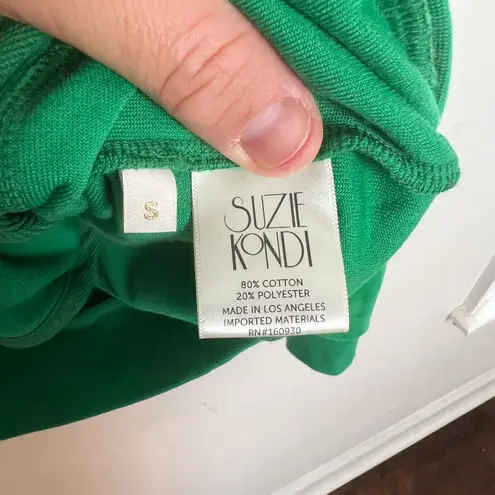 S
SUZIE
KONDI
80% COTTON
20% POLYESTER
MADE IN LOS ANGELES
IMPORTED MATERIALS
RN#160930